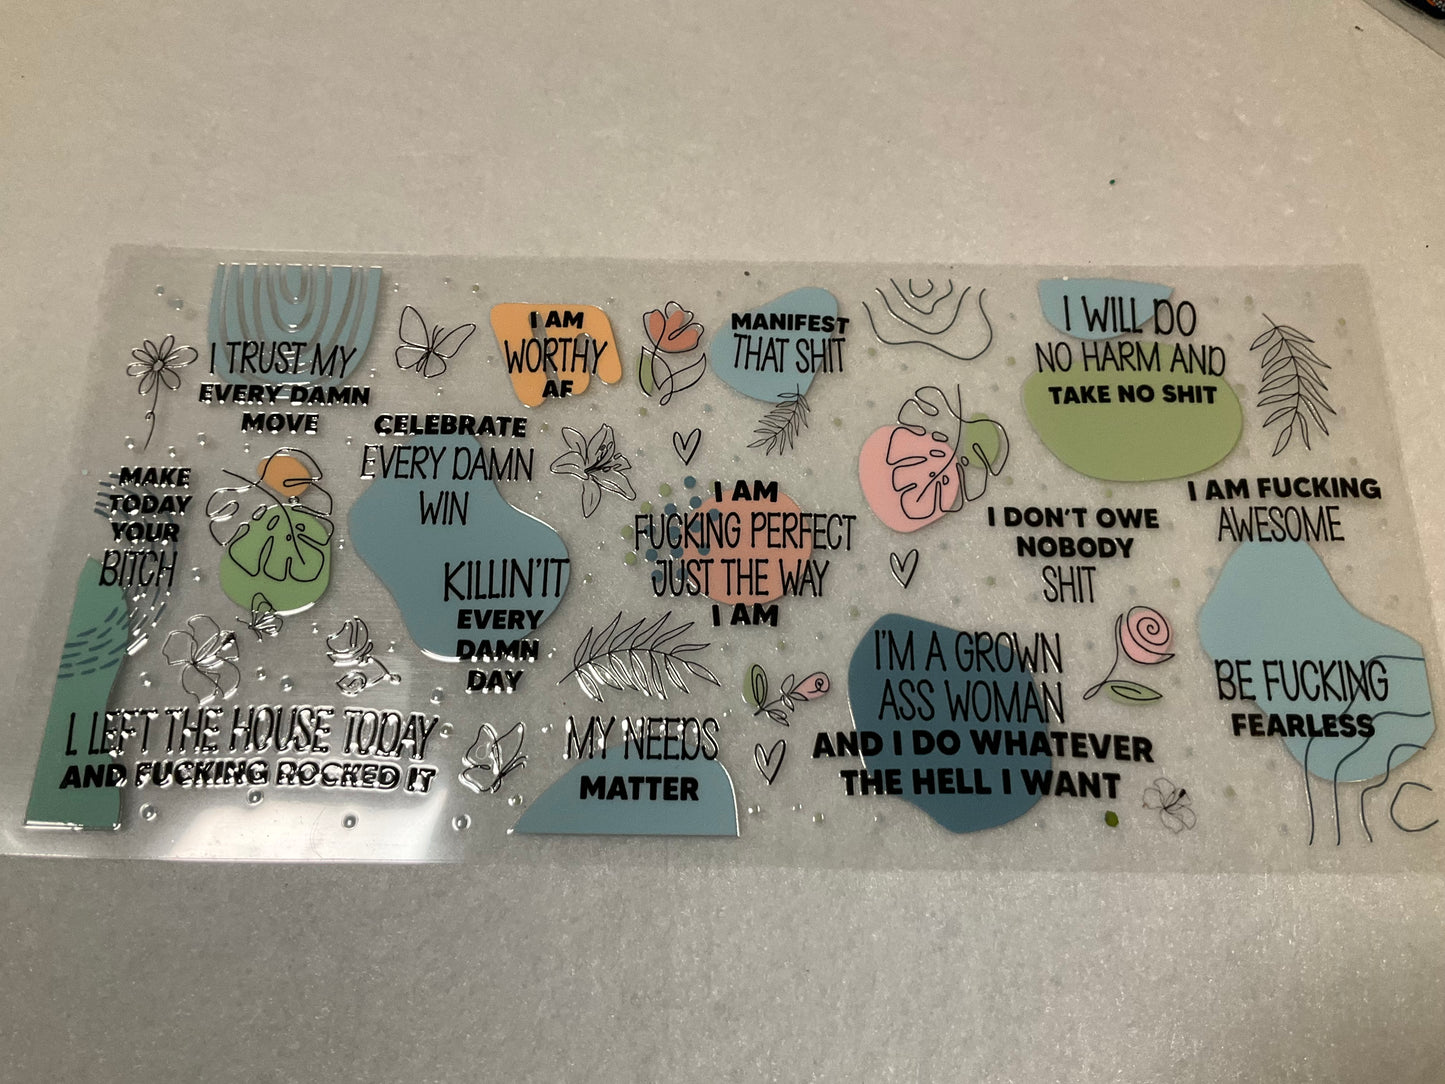 I TRUST MY
EVERY DAMN
MOVE
I AM
WORTHY
AF
MANIFEST
THAT SHIT
I WILL DO
NO HARM AND
TAKE NO SHIT
CELEBRATE
EVERY DAMN
WIN
MAKE
TODAY
YOUR
BITCH
I AM
FUCKING PERFECT
JUST THE WAY
I AM
I AM FUCKING
AWESOME
I DON'T OWE
NOBODY
SHIT
KILLIN' IT
EVERY
DAMN
DAY
I'M A GROWN
ASS WOMAN
AND I DO WHATEVER
THE HELL I WANT
BE FUCKING
FEARLESS
I LEFT THE HOUSE TODAY
AND FUCKING ROCKED IT
MY NEEDS
MATTER